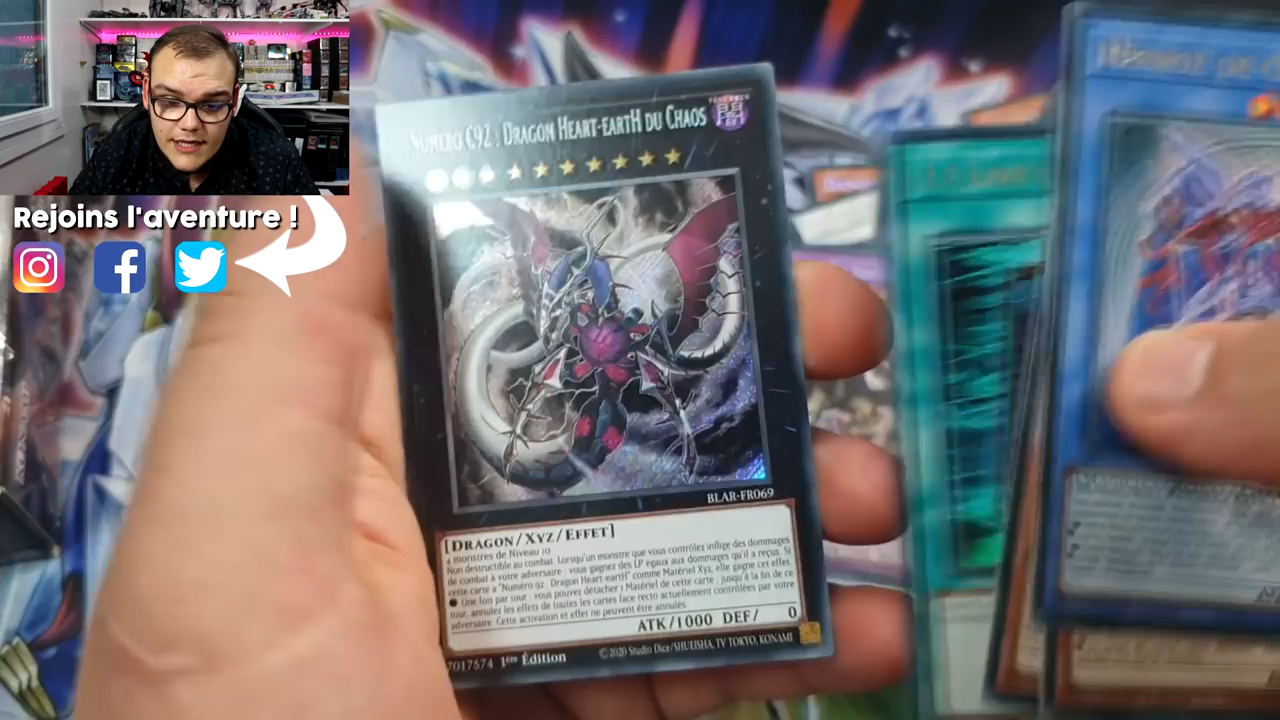 Rejoins l'aventure !
Numéro C92 : Dragon Heart-eartH du Chaos
BLAR-FR069
[Dragon/Xyz/Effet]
4 monstres de Niveau 10
Non destructible au combat. Lorsqu'un monstre que vous contrôlez inflige des dommages
de combat à votre adversaire : vous gagnez des LP égaux aux dommages qu'il a reçus. Si
cette carte a "Numéro 92 : Dragon Heart-eartH" comme Matériel Xyz, elle gagne cet effet.
● Une fois par tour : vous pouvez détacher 1 Matériel de cette carte ; jusqu'à la fin de ce
tour, annulez les effets de toutes les cartes face recto actuellement contrôlées par votre
adversaire. Cette activation et effet ne peuvent être annulés.
ATK/1000 DEF/ 0
7017574 1ère Édition ©2020 Studio Dice/SHUEISHA, TV TOKYO, KONAMI